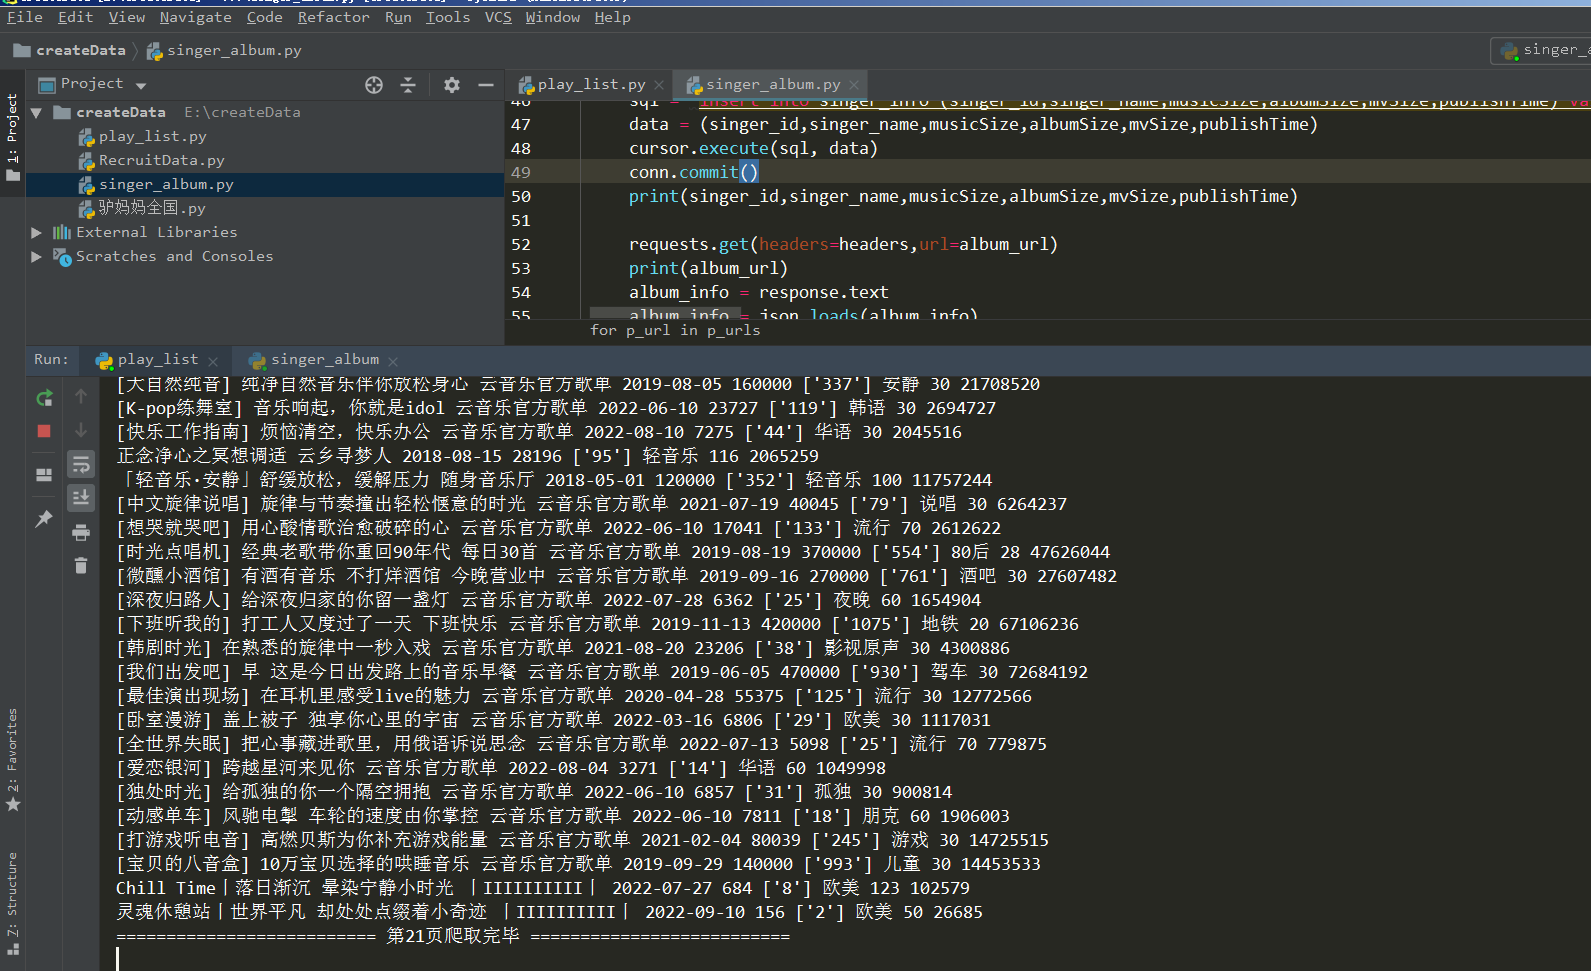 File Edit View Navigate Code Refactor Run Tools VCS Window Help
createData singer_album.py
singer_a
1: Project
Project
play_list.py
singer_album.py
createData E:\createData
play_list.py
RecruitData.py
singer_album.py
驴妈妈全国.py
External Libraries
Scratches and Consoles
46 sql = "insert into singer_info (singer_id,singer_name,musicSize,albumSize,mvSize,publishTime) va
47 data = (singer_id,singer_name,musicSize,albumSize,mvSize,publishTime)
48 cursor.execute(sql, data)
49 conn.commit()
50 print(singer_id,singer_name,musicSize,albumSize,mvSize,publishTime)
51
52 requests.get(headers=headers,url=album_url)
53 print(album_url)
54 album_info = response.text
55 album_info = json.loads(album_info)
for p_url in p_urls
Run: play_list singer_album
[大自然纯音] 纯净自然音乐伴你放松身心 云音乐官方歌单 2019-08-05 160000 ['337'] 安静 30 21708520
[K-pop练舞室] 音乐响起，你就是idol 云音乐官方歌单 2022-06-10 23727 ['119'] 韩语 30 2694727
[快乐工作指南] 烦恼清空，快乐办公 云音乐官方歌单 2022-08-10 7275 ['44'] 华语 30 2045516
正念净心之冥想调适 云乡寻梦人 2018-08-15 28196 ['95'] 轻音乐 116 2065259
「轻音乐·安静」舒缓放松，缓解压力 随身音乐厅 2018-05-01 120000 ['352'] 轻音乐 100 11757244
[中文旋律说唱] 旋律与节奏撞出轻松惬意的时光 云音乐官方歌单 2021-07-19 40045 ['79'] 说唱 30 6264237
[想哭就哭吧] 用心酸情歌治愈破碎的心 云音乐官方歌单 2022-06-10 17041 ['133'] 流行 70 2612622
[时光点唱机] 经典老歌带你重回90年代 每日30首 云音乐官方歌单 2019-08-19 370000 ['554'] 80后 28 47626044
[微醺小酒馆] 有酒有音乐 不打烊酒馆 今晚营业中 云音乐官方歌单 2019-09-16 270000 ['761'] 酒吧 30 27607482
[深夜归路人] 给深夜归家的你留一盏灯 云音乐官方歌单 2022-07-28 6362 ['25'] 夜晚 60 1654904
[下班听我的] 打工人又度过了一天 下班快乐 云音乐官方歌单 2019-11-13 420000 ['1075'] 地铁 20 67106236
[韩剧时光] 在熟悉的旋律中一秒入戏 云音乐官方歌单 2021-08-20 23206 ['38'] 影视原声 30 4300886
[我们出发吧] 早 这是今日出发路上的音乐早餐 云音乐官方歌单 2019-06-05 470000 ['930'] 驾车 30 72684192
[最佳演出现场] 在耳机里感受live的魅力 云音乐官方歌单 2020-04-28 55375 ['125'] 流行 30 12772566
[卧室漫游] 盖上被子 独享你心里的宇宙 云音乐官方歌单 2022-03-16 6806 ['29'] 欧美 30 1117031
[全世界失眠] 把心事藏进歌里，用俄语诉说思念 云音乐官方歌单 2022-07-13 5098 ['25'] 流行 70 779875
[爱恋银河] 跨越星河来见你 云音乐官方歌单 2022-08-04 3271 ['14'] 华语 60 1049998
[独处时光] 给孤独的你一个隔空拥抱 云音乐官方歌单 2022-06-10 6857 ['31'] 孤独 30 900814
[动感单车] 风驰电掣 车轮的速度由你掌控 云音乐官方歌单 2022-06-10 7811 ['18'] 朋克 60 1906003
[打游戏听电音] 高燃贝斯为你补充游戏能量 云音乐官方歌单 2021-02-04 80039 ['245'] 游戏 30 14725515
[宝贝的八音盒] 10万宝贝选择的哄睡音乐 云音乐官方歌单 2019-09-29 140000 ['993'] 儿童 30 14453533
Chill Time丨落日渐沉 晕染宁静小时光 丨IIIIIIIIII丨 2022-07-27 684 ['8'] 欧美 123 102579
灵魂休憩站丨世界平凡 却处处点缀着小奇迹 丨IIIIIIIIII丨 2022-09-10 156 ['2'] 欧美 50 26685
========================== 第21页爬取完毕 ==========================
2: Favorites
Z: Structure